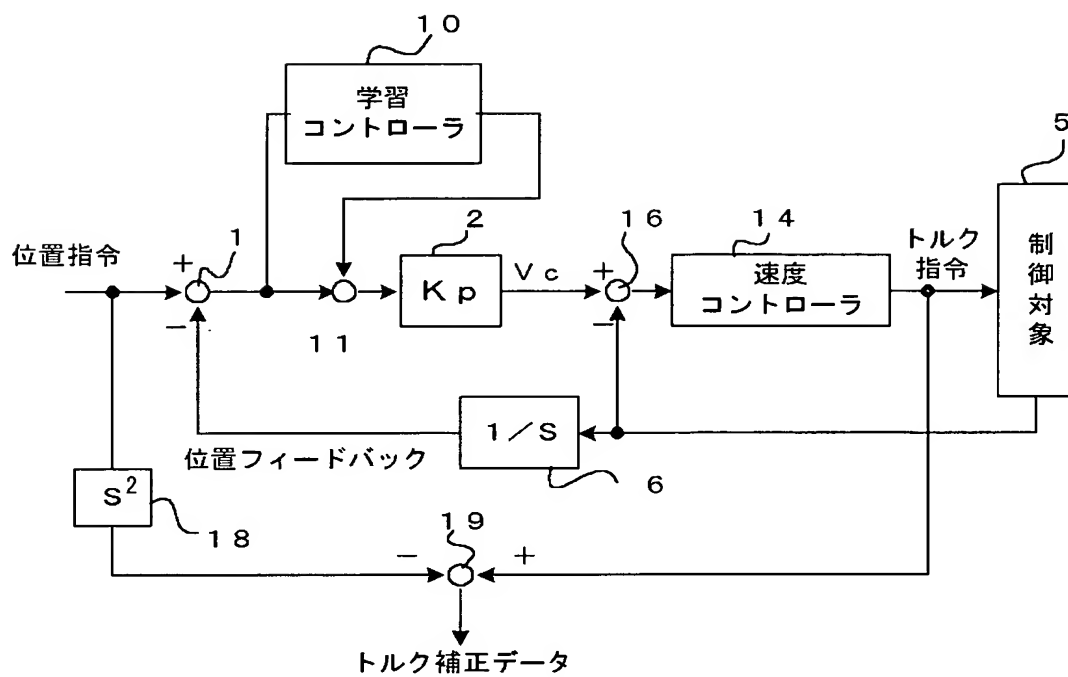 10
学習
コントローラ
5
位置指令
+
1
−
11
2
Kp
Vc
+
16
−
14
速度
コントローラ
トルク
指令
制御対象
1/S
6
位置フィードバック
S²
18
−
19
+
トルク補正データ